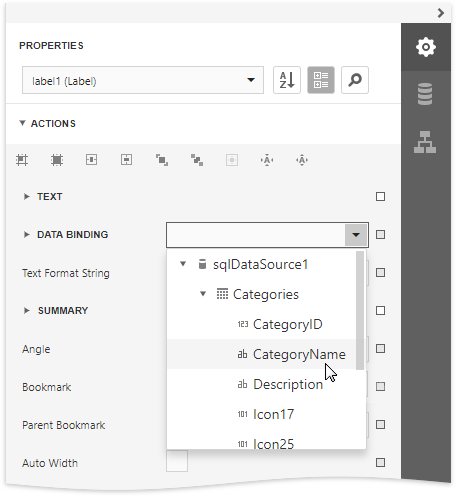 PROPERTIES
label1 (Label)
A
Z
ACTIONS
A
A
TEXT
DATA BINDING
Text Format String
sqlDataSource1
Categories
SUMMARY
123 CategoryID
Angle
ab CategoryName
Bookmark
ab Description
Parent Bookmark
101 Icon17
Auto Width
101 Icon25